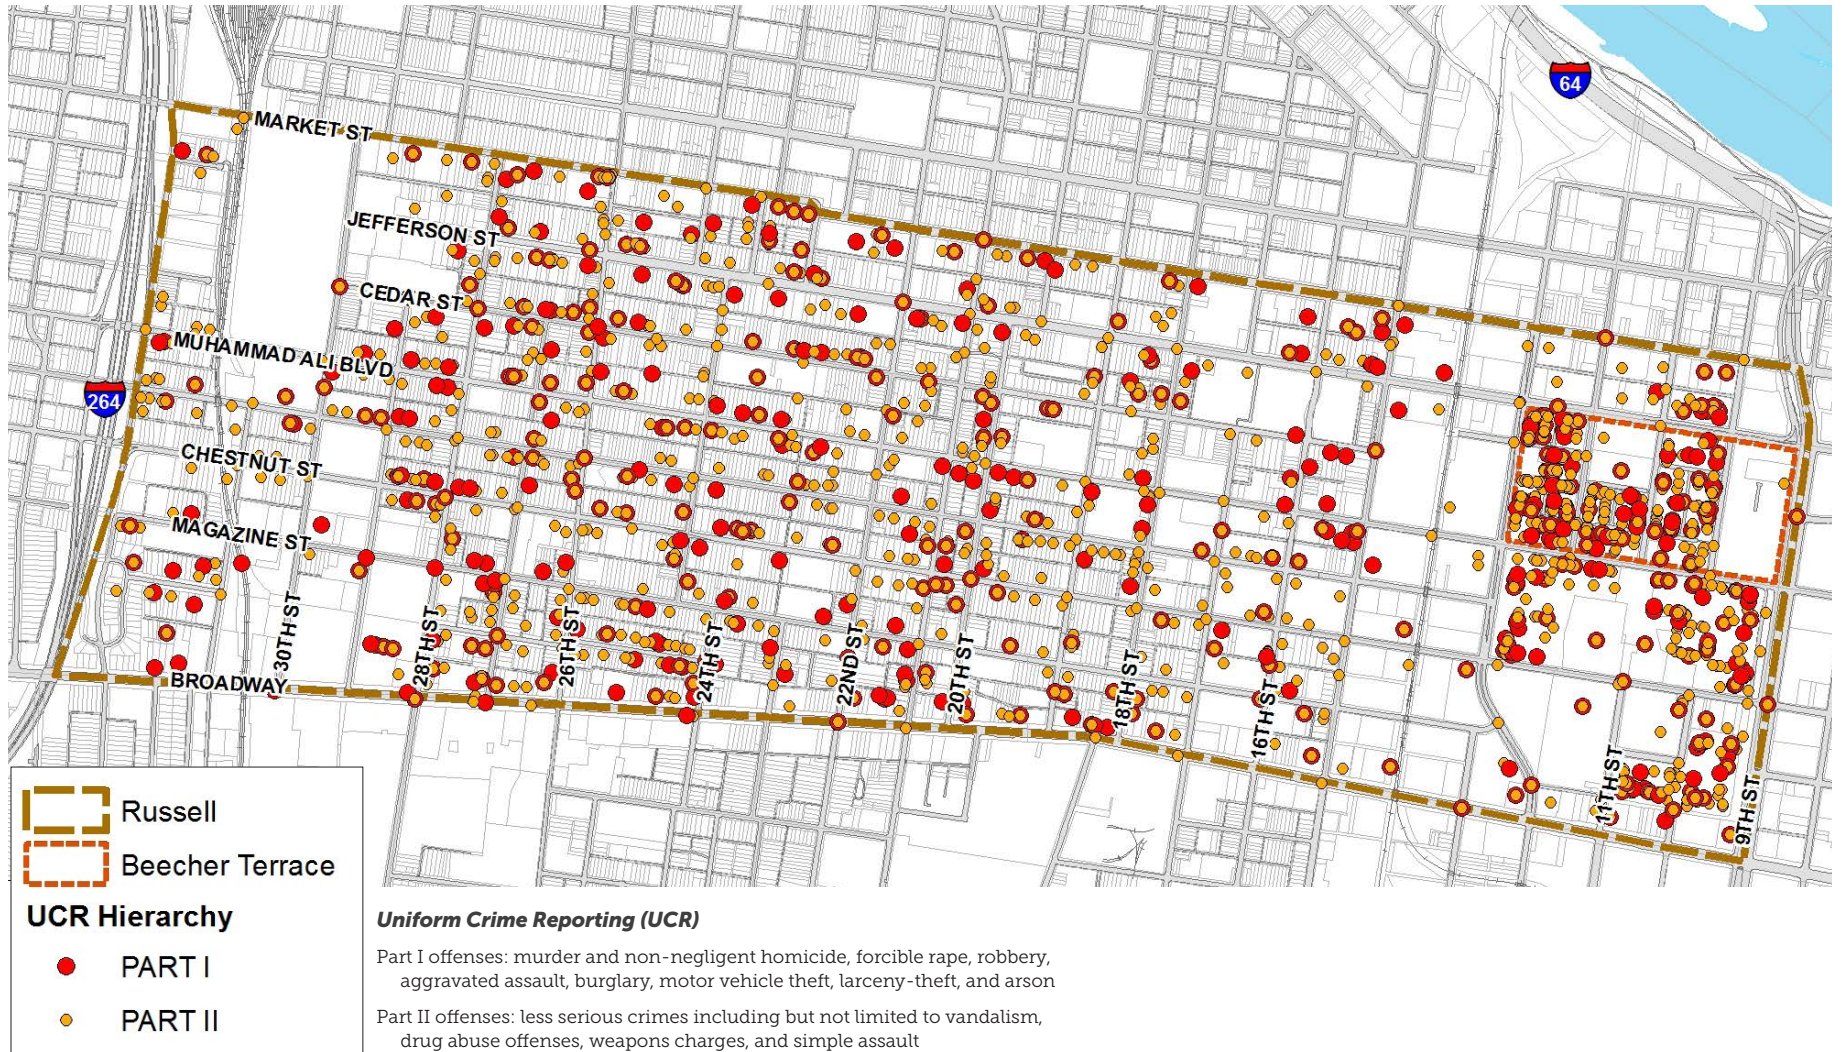 64
MARKET ST
JEFFERSON ST
CEDAR ST
MUHAMMAD ALI BLVD
264
CHESTNUT ST
MAGAZINE ST
30TH ST
28TH ST
26TH ST
24TH ST
22ND ST
20TH ST
18TH ST
16TH ST
11TH ST
9TH ST
BROADWAY
Russell
Beecher Terrace
UCR Hierarchy
PART I
PART II
Uniform Crime Reporting (UCR)
Part I offenses: murder and non-negligent homicide, forcible rape, robbery,
aggravated assault, burglary, motor vehicle theft, larceny-theft, and arson
Part II offenses: less serious crimes including but not limited to vandalism,
drug abuse offenses, weapons charges, and simple assault